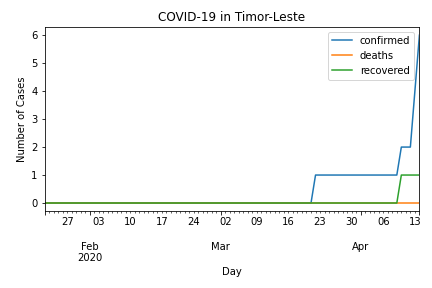 COVID-19 in Timor-Leste
confirmed
deaths
recovered
Number of Cases
6
5
4
3
2
1
0
27 03 10 17 24 02 09 16 23 30 06 13
Feb Mar Apr
2020
Day